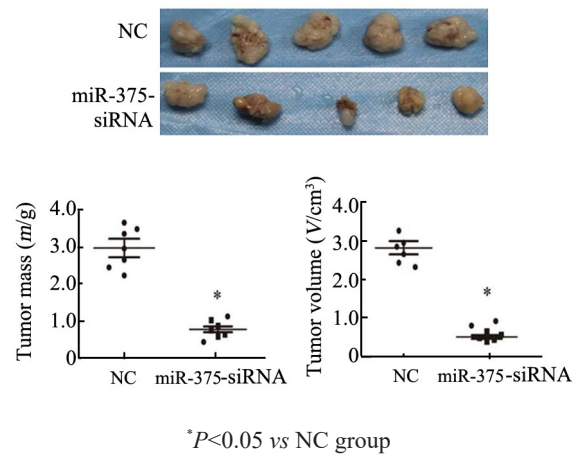 NC
miR-375-
siRNA
Tumor mass (m/g)
4.0
3.0
2.0
1.0
0
*
NC miR-375-siRNA
Tumor volume (V/cm³)
4.0
3.0
2.0
1.0
0
*
NC miR-375-siRNA
*P<0.05 vs NC group